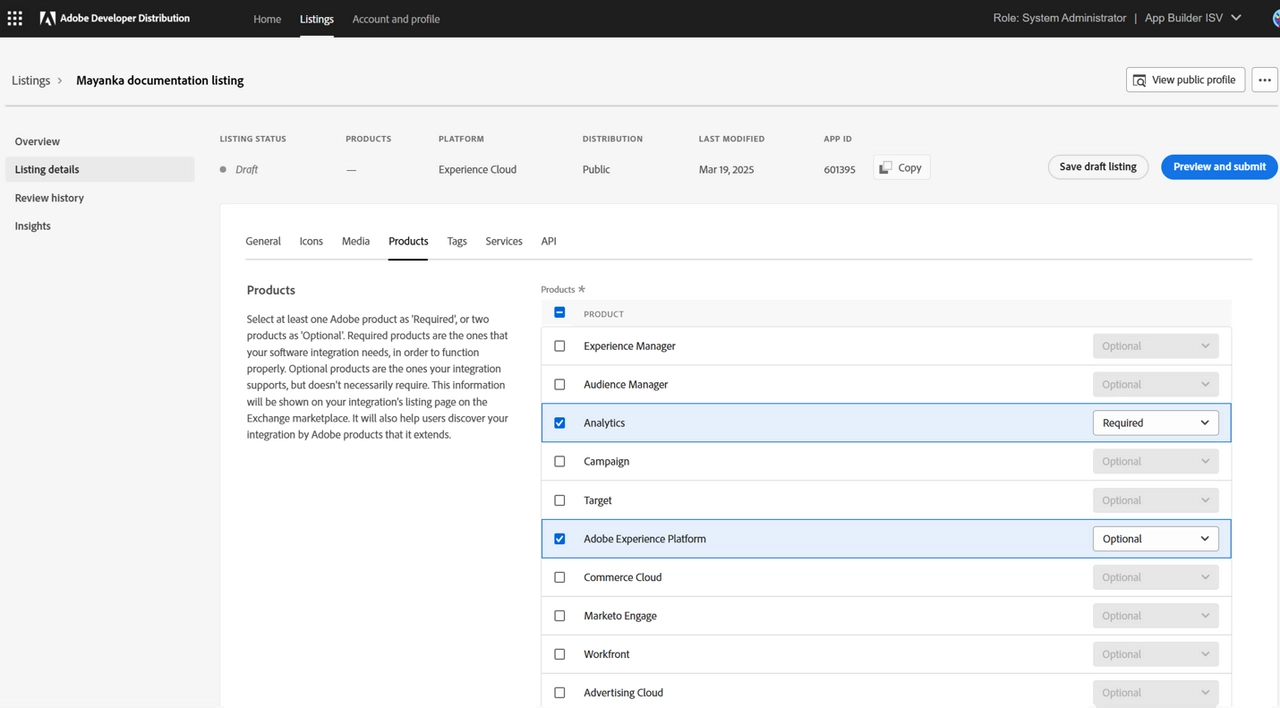 Adobe Developer Distribution
Home Listings Account and profile
Role: System Administrator | App Builder ISV
Listings > Mayanka documentation listing
View public profile
Overview
Listing details
Review history
Insights
LISTING STATUS PRODUCTS PLATFORM DISTRIBUTION LAST MODIFIED APP ID
Draft — Experience Cloud Public Mar 19, 2025 601395 Copy
Save draft listing Preview and submit
General Icons Media Products Tags Services API
Products
Select at least one Adobe product as 'Required', or two
products as 'Optional'. Required products are the ones that
your software integration needs, in order to function
properly. Optional products are the ones your integration
supports, but doesn't necessarily require. This information
will be shown on your integration's listing page on the
Exchange marketplace. It will also help users discover your
integration by Adobe products that it extends.
Products *
PRODUCT
Experience Manager Optional
Audience Manager Optional
Analytics Required
Campaign Optional
Target Optional
Adobe Experience Platform Optional
Commerce Cloud Optional
Marketo Engage Optional
Workfront Optional
Advertising Cloud Optional